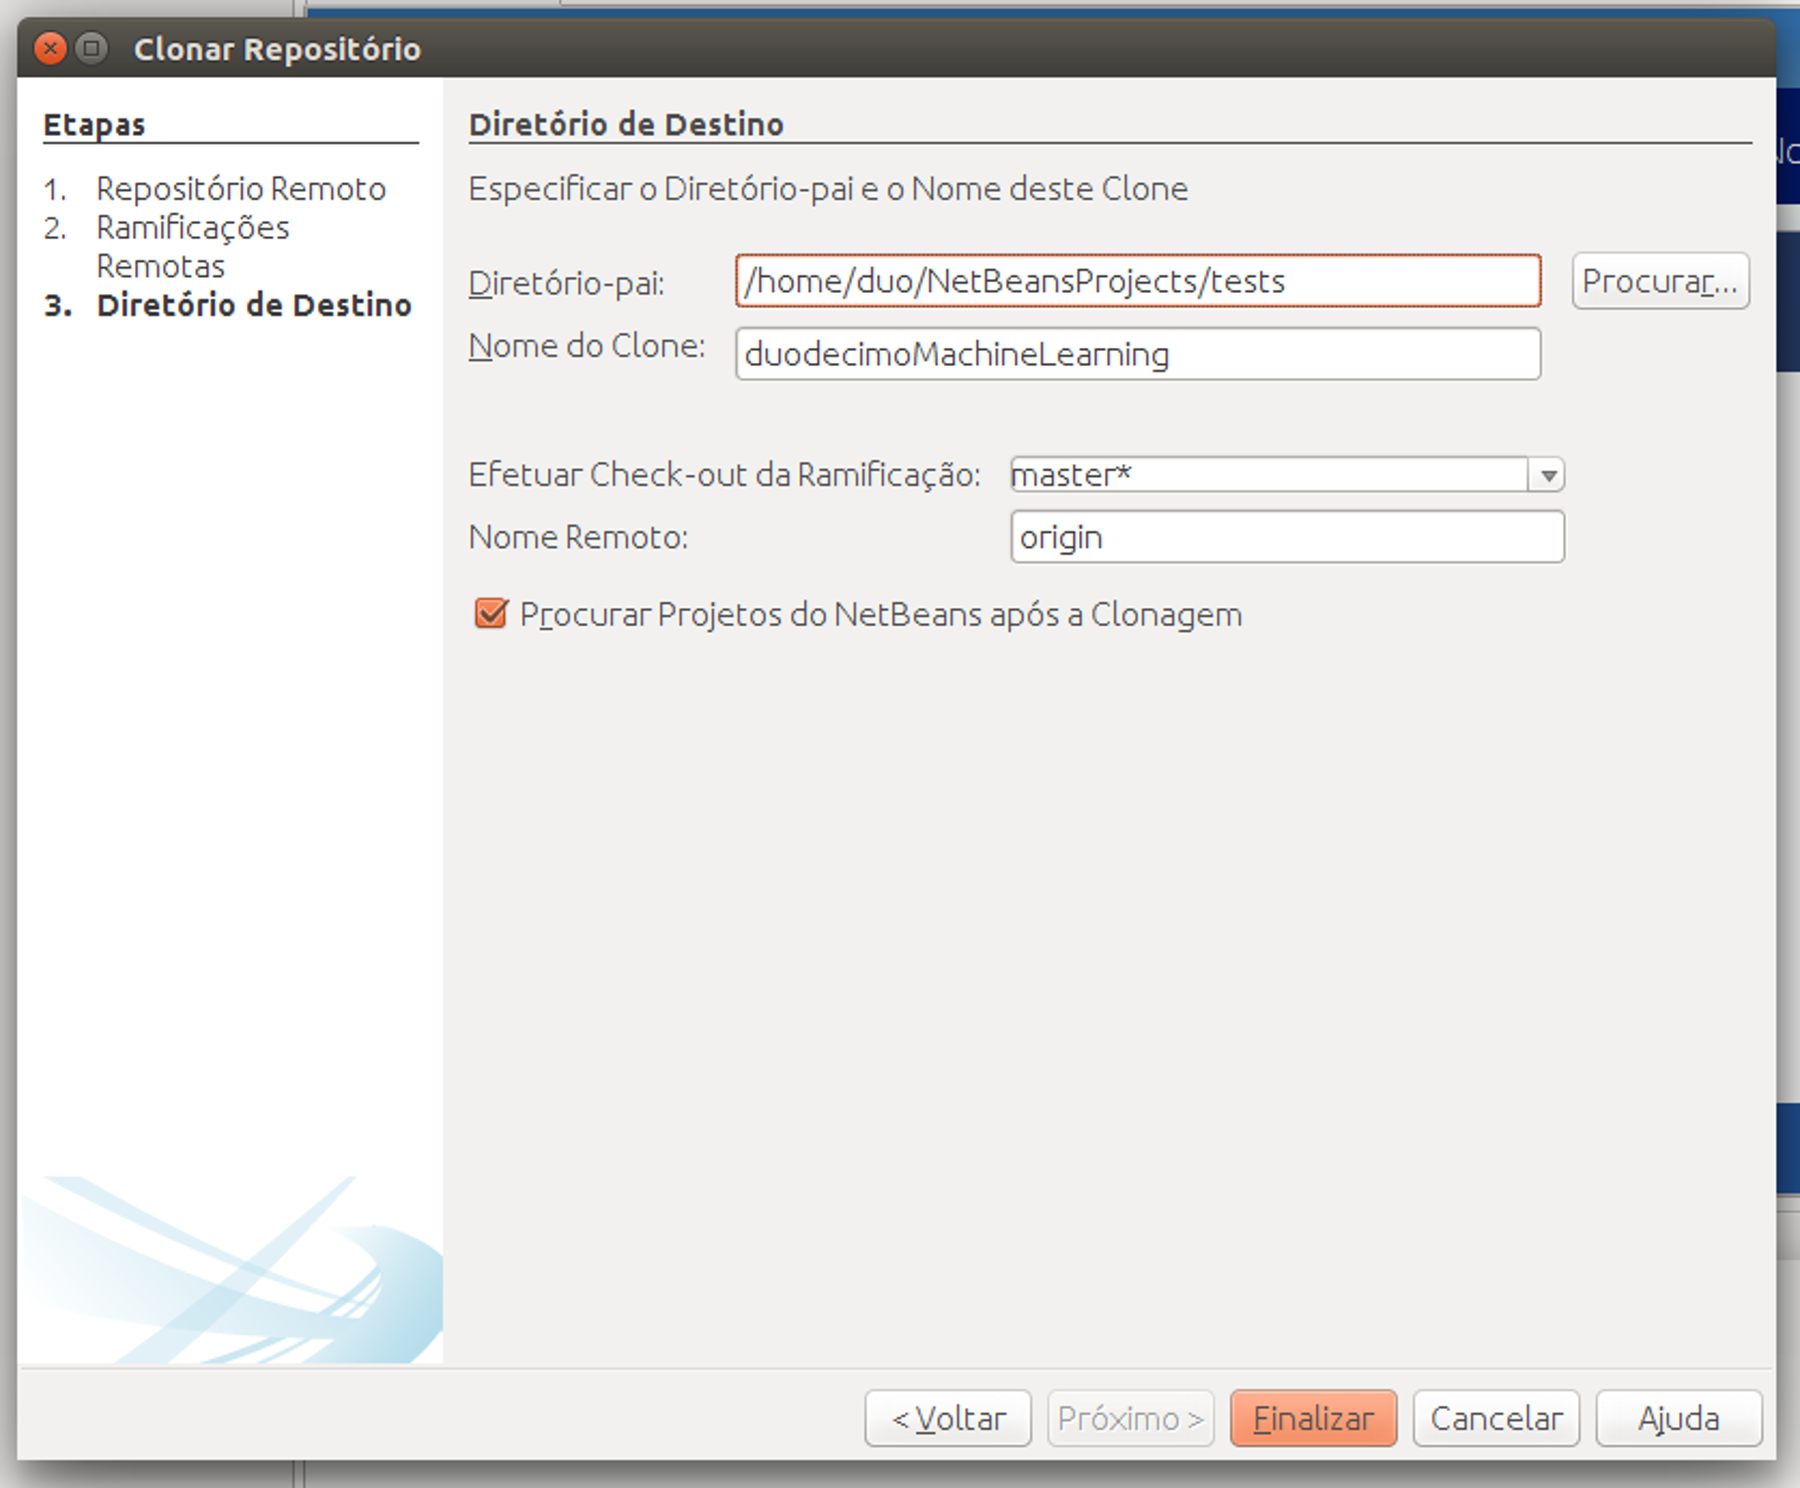 Clonar Repositório
Etapas
1. Repositório Remoto
2. Ramificações
Remotas
3. Diretório de Destino
Diretório de Destino
Especificar o Diretório-pai e o Nome deste Clone
Diretório-pai: /home/duo/NetBeansProjects/tests Procurar...
Nome do Clone: duodecimoMachineLearning
Efetuar Check-out da Ramificação: master*
Nome Remoto: origin
Procurar Projetos do NetBeans após a Clonagem
< Voltar Próximo > Finalizar Cancelar Ajuda